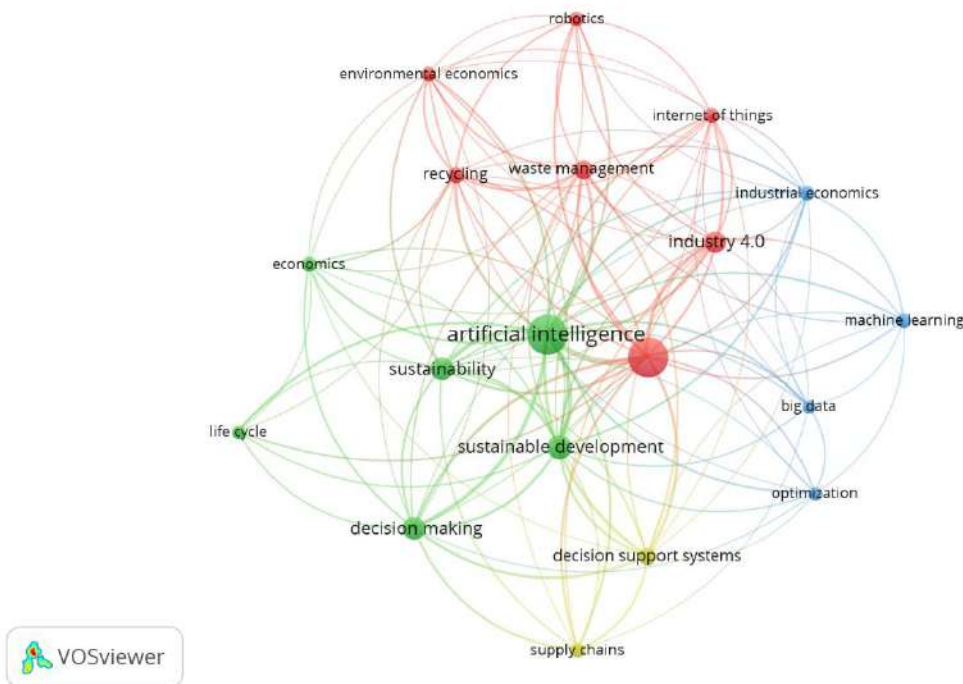 robotics
environmental economics
internet of things
recycling
waste management
industrial economics
industry 4.0
economics
machine learning
artificial intelligence
sustainability
big data
life cycle
sustainable development
optimization
decision making
decision support systems
supply chains
VOSviewer